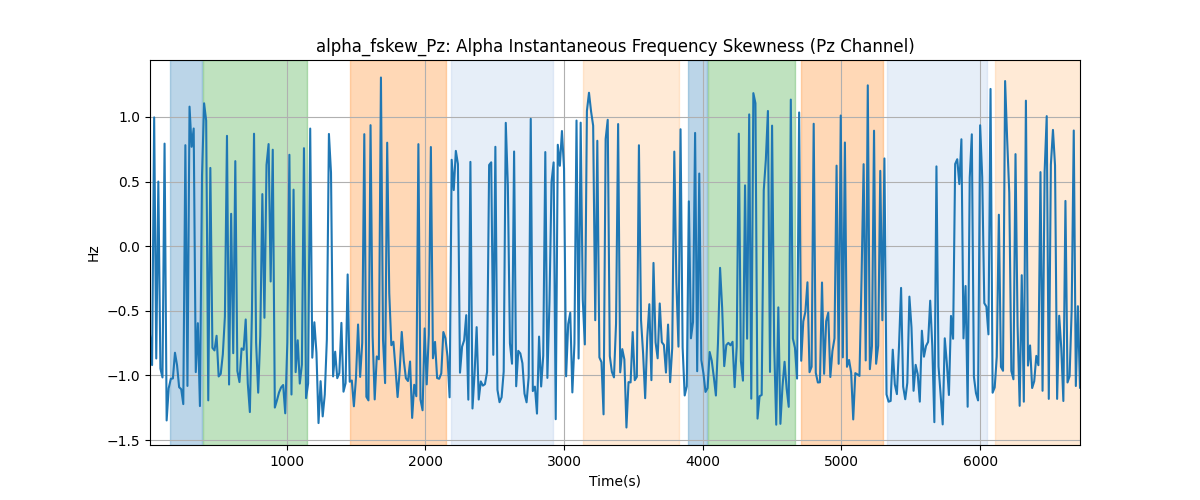 alpha_fskew_Pz: Alpha Instantaneous Frequency Skewness (Pz Channel)
1.0
0.5
0.0
−0.5
−1.0
−1.5
Hz
1000 2000 3000 4000 5000 6000
Time(s)